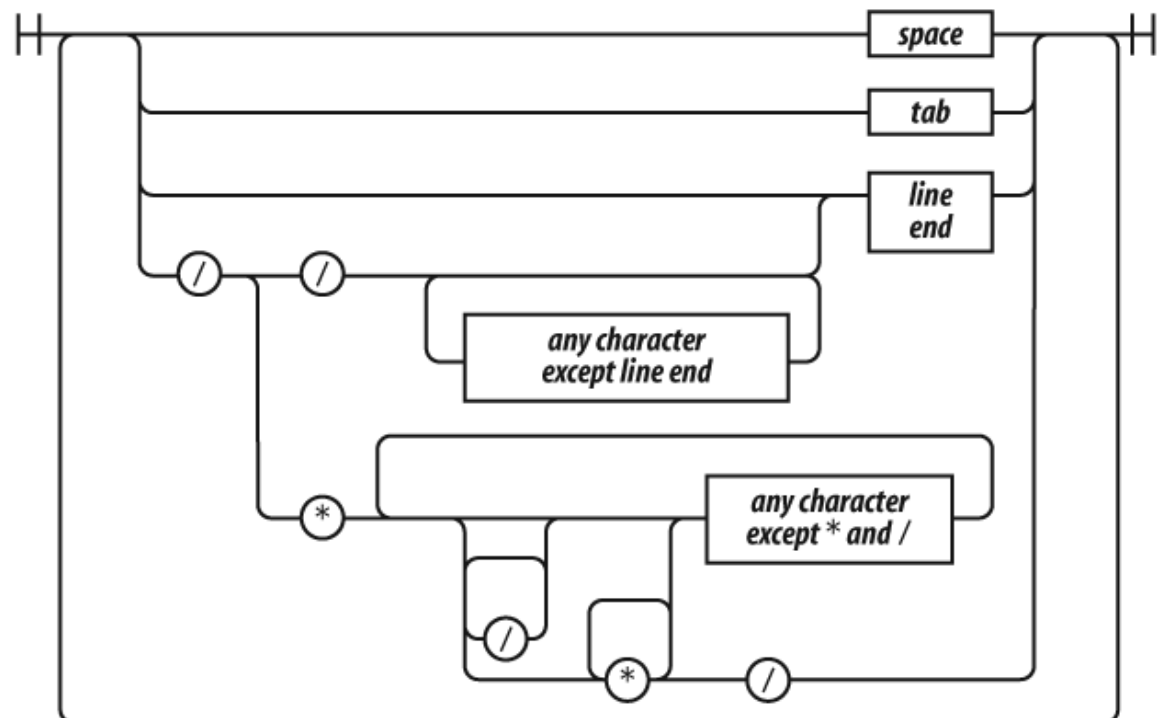 space
tab
line
end
/ /
any character
except line end
any character
except * and /
*
/
* /